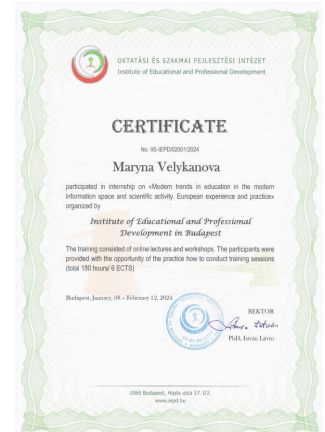 OKTATÁSI ÉS SZAKMAI FEJLESZTÉSI INTÉZET
Institute of Educational and Professional Development
CERTIFICATE
No. IIS-IEPD/02001/2024
Maryna Velykanova
participated in internship on «Modern trends in education in the modern
information space and scientific activity. European experience and practice»
organized by
Institute of Educational and Professional
Development in Budapest
The training consisted of online lectures and workshops. The participants were
provided with the opportunity of the practice how to conduct training sessions
(total 180 hours/ 6 ECTS)
Budapest, January, 08 – February 12, 2024
REKTOR
PhD, István Litvin
1065 Budapest, Hajós utca 17 1/2.
www.iepd.hu